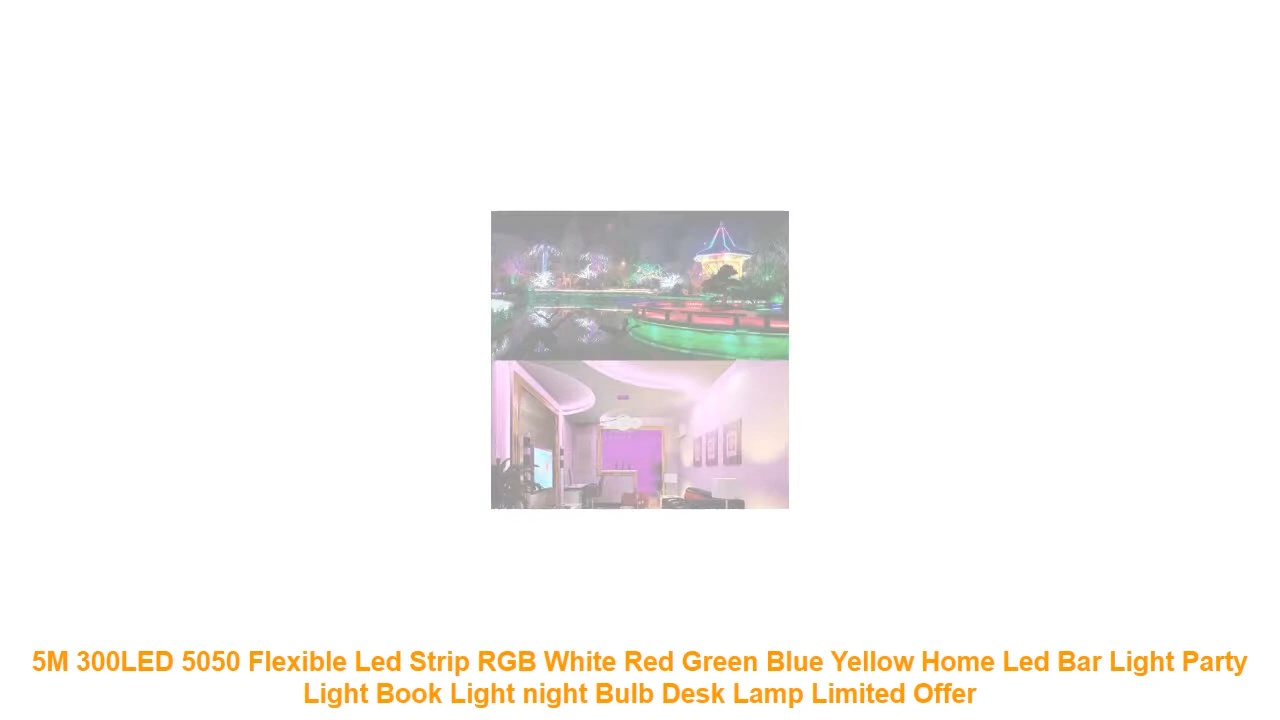 5M 300LED 5050 Flexible Led Strip RGB White Red Green Blue Yellow Home Led Bar Light Party
Light Book Light night Bulb Desk Lamp Limited Offer